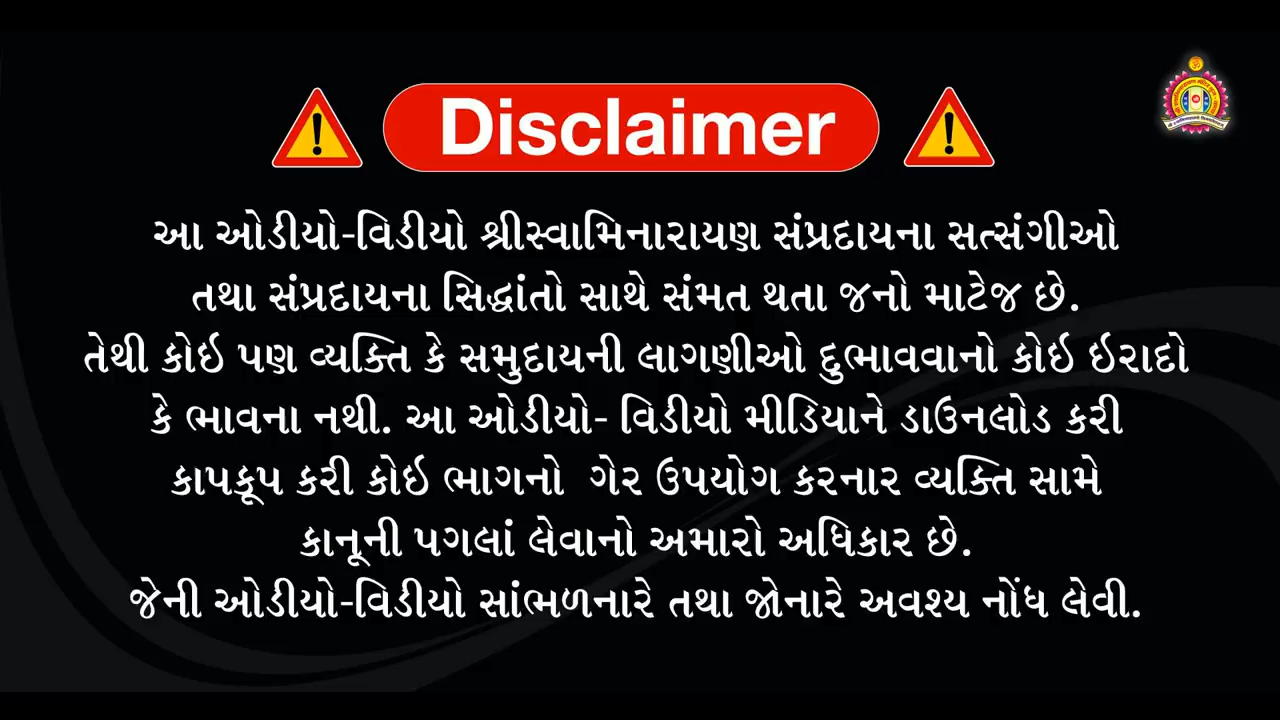 Disclaimer
આ ઓડીયો-વિડીયો શ્રીસ્વામિનારાયણ સંપ્રદાયના સત્સંગીઓ
તથા સંપ્રદાયના સિદ્ધાંતો સાથે સંમત થતા જનો માટેજ છે.
તેથી કોઇ પણ વ્યક્તિ કે સમુદાયની લાગણીઓ દુભાવવાનો કોઇ ઇરાદો
કે ભાવના નથી. આ ઓડીયો- વિડીયો મીડિયાને ડાઉનલોડ કરી
કાપકૂપ કરી કોઇ ભાગનો ગેર ઉપયોગ કરનાર વ્યક્તિ સામે
કાનૂની પગલાં લેવાનો અમારો અધિકાર છે.
જેની ઓડીયો-વિડીયો સાંભળનારે તથા જોનારે અવશ્ય નોંધ લેવી.